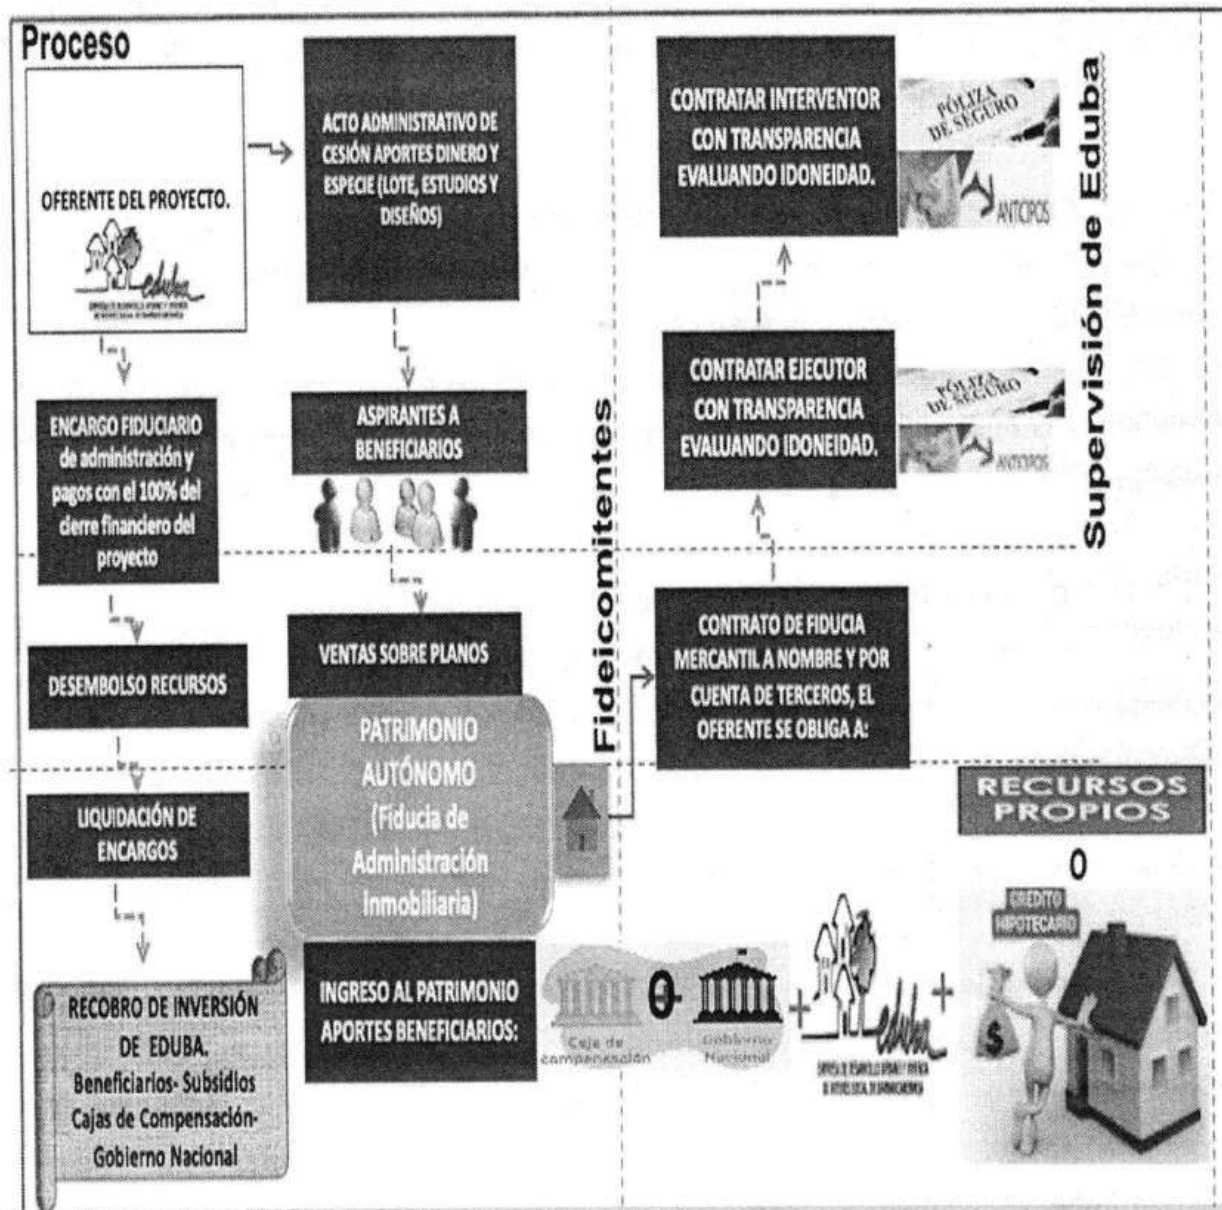 Proceso
OFERENTE DEL PROYECTO.
eduba
ACTO ADMINISTRATIVO DE
CESIÓN APORTES DINERO Y
ESPECIE (LOTE, ESTUDIOS Y
DISEÑOS)
ENCARGO FIDUCIARIO
de administración y
pagos con el 100% del
cierre financiero del
proyecto
ASPIRANTES A
BENEFICIARIOS
DESEMBOLSO RECURSOS
VENTAS SOBRE PLANOS
LIQUIDACIÓN DE
ENCARGOS
PATRIMONIO
AUTÓNOMO
(Fiducia de
Administración
Inmobiliaria)
RECOBRO DE INVERSIÓN
DE EDUBA.
Beneficiarios- Subsidios
Cajas de Compensación-
Gobierno Nacional
INGRESO AL PATRIMONIO
APORTES BENEFICIARIOS:
Fideicomitentes
CONTRATAR INTERVENTOR
CON TRANSPARENCIA
EVALUANDO IDONEIDAD.
PÓLIZA
DE SEGURO
ANTCIPOS
CONTRATAR EJECUTOR
CON TRANSPARENCIA
EVALUANDO IDONEIDAD.
PÓLIZA
DE SEGURO
ANTCIPOS
CONTRATO DE FIDUCIA
MERCANTIL A NOMBRE Y POR
CUENTA DE TERCEROS, EL
OFERENTE SE OBLIGA A:
Supervisión de Eduba
Caja de
compensación
O
Gobierno
Nacional
+
eduba
+
RECURSOS
PROPIOS
O
CREDITO
HIPOTECARIO
$